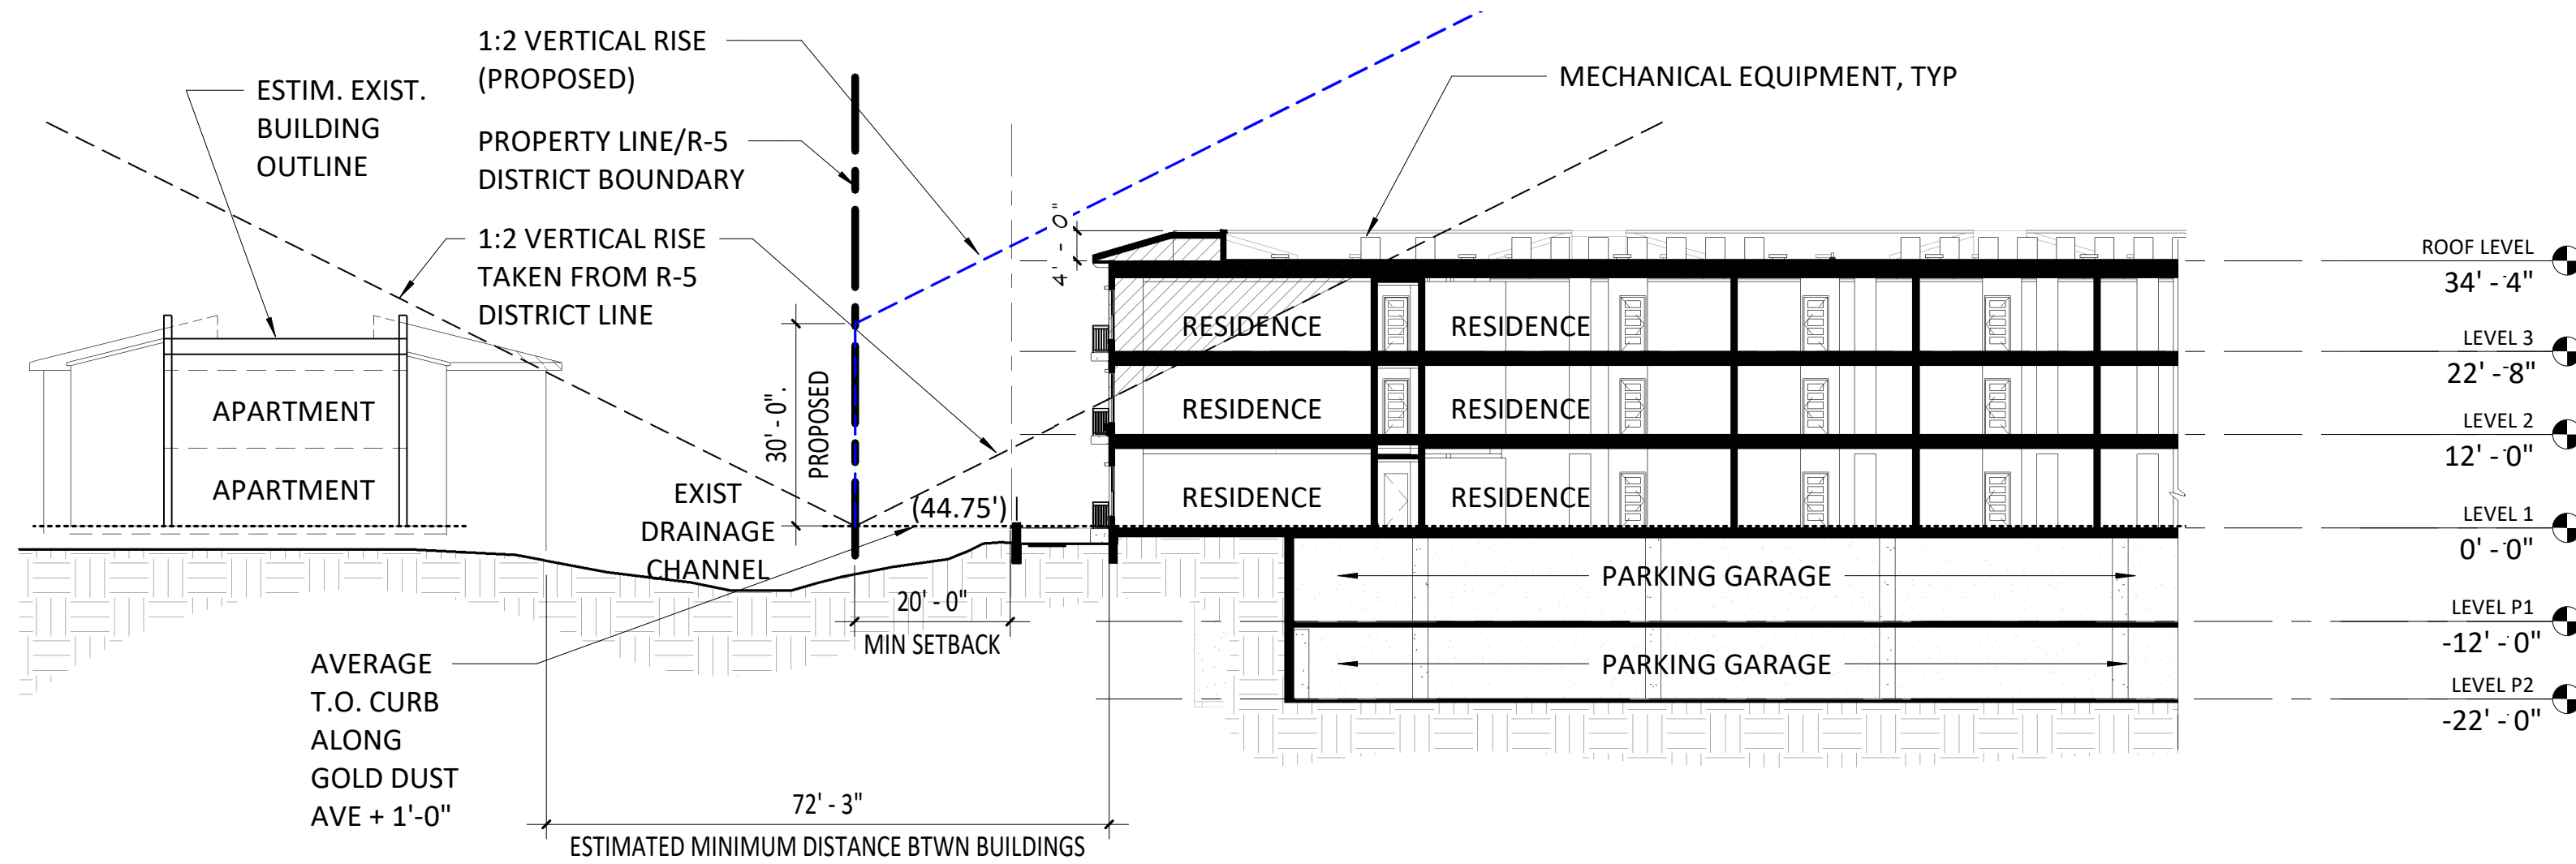 1:2 VERTICAL RISE
(PROPOSED)
MECHANICAL EQUIPMENT, TYP
ESTIM. EXIST.
BUILDING
OUTLINE
PROPERTY LINE/R-5
DISTRICT BOUNDARY
1:2 VERTICAL RISE
TAKEN FROM R-5
DISTRICT LINE
4' - 0"
ROOF LEVEL
34' - 4"
RESIDENCE
RESIDENCE
LEVEL 3
22' - 8"
APARTMENT
30' - 0".
PROPOSED
RESIDENCE
RESIDENCE
LEVEL 2
12' - 0"
APARTMENT
EXIST
DRAINAGE
CHANNEL
(44.75')
RESIDENCE
RESIDENCE
LEVEL 1
0' - 0"
PARKING GARAGE
20' - 0"
MIN SETBACK
LEVEL P1
-12' - 0"
PARKING GARAGE
LEVEL P2
-22' - 0"
AVERAGE
T.O. CURB
ALONG
GOLD DUST
AVE + 1'-0"
72' - 3"
ESTIMATED MINIMUM DISTANCE BTWN BUILDINGS